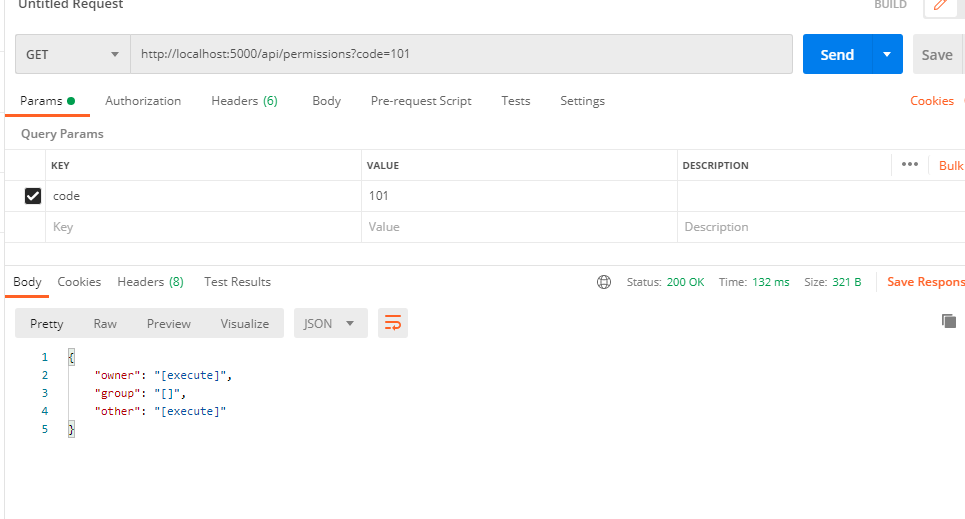 Untitled Request BUILD
GET http://localhost:5000/api/permissions?code=101 Send Save
Params Authorization Headers (6) Body Pre-request Script Tests Settings Cookies
Query Params
KEY VALUE DESCRIPTION ••• Bulk
code 101
Key Value Description
Body Cookies Headers (8) Test Results Status: 200 OK Time: 132 ms Size: 321 B Save Respons
Pretty Raw Preview Visualize JSON
1 {
2 "owner": "[execute]",
3 "group": "[]",
4 "other": "[execute]"
5 }